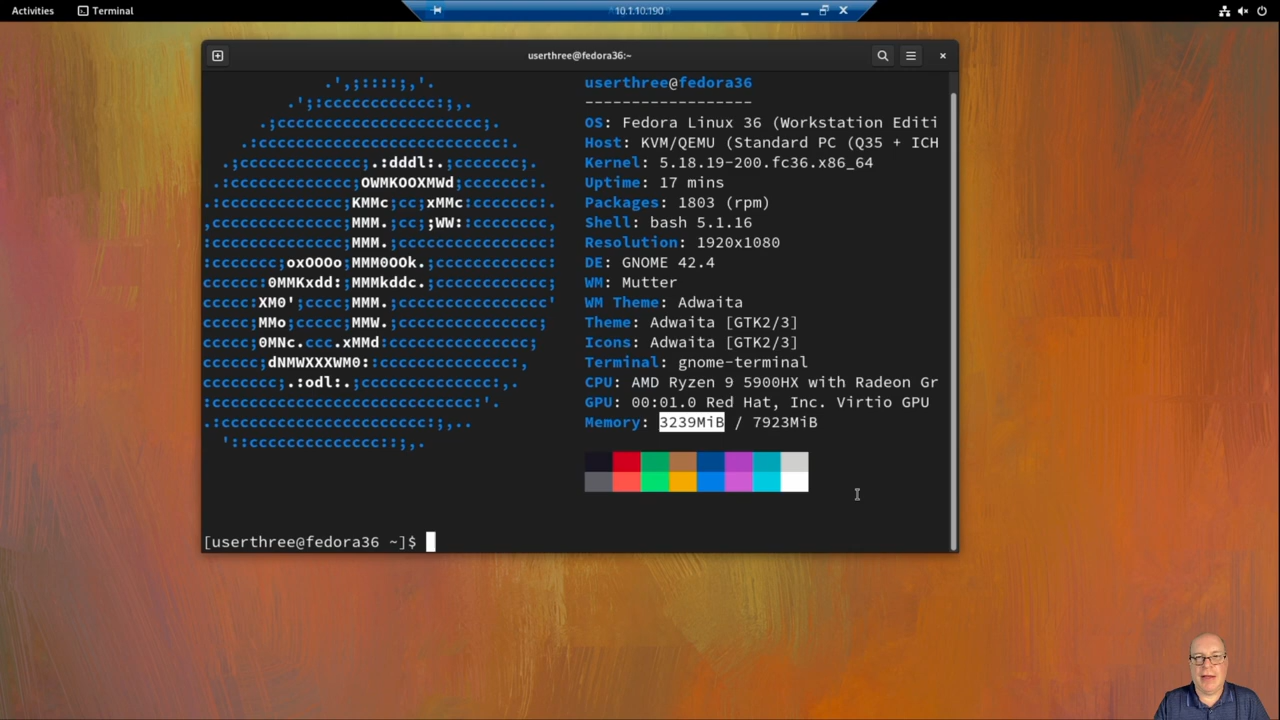 Activities
Terminal
10.1.10.190
userthree@fedora36:~
userthree@fedora36
------------------
OS: Fedora Linux 36 (Workstation Editi
Host: KVM/QEMU (Standard PC (Q35 + ICH
Kernel: 5.18.19-200.fc36.x86_64
Uptime: 17 mins
Packages: 1803 (rpm)
Shell: bash 5.1.16
Resolution: 1920x1080
DE: GNOME 42.4
WM: Mutter
WM Theme: Adwaita
Theme: Adwaita [GTK2/3]
Icons: Adwaita [GTK2/3]
Terminal: gnome-terminal
CPU: AMD Ryzen 9 5900HX with Radeon Gr
GPU: 00:01.0 Red Hat, Inc. Virtio GPU
Memory: 3239MiB / 7923MiB
[userthree@fedora36 ~]$